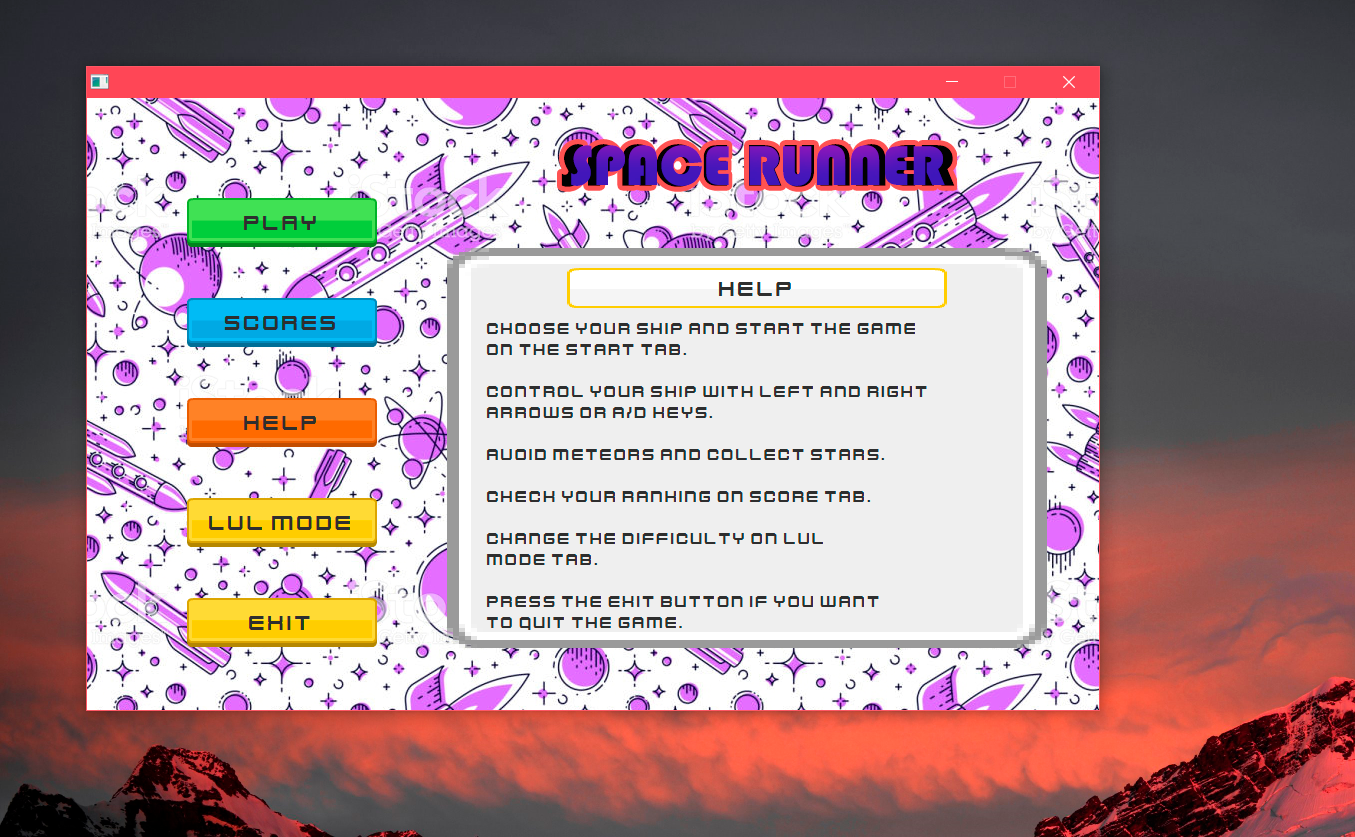 SPACE RUNNER
PLAY
SCORES
HELP
LUL MODE
EXIT
HELP
CHOOSE YOUR SHIP AND START THE GAME
ON THE START TAB.
CONTROL YOUR SHIP WITH LEFT AND RIGHT
ARROWS OR A/D KEYS.
AVOID METEORS AND COLLECT STARS.
CHECK YOUR RANKING ON SCORE TAB.
CHANGE THE DIFFICULTY ON LUL
MODE TAB.
PRESS THE EXIT BUTTON IF YOU WANT
TO QUIT THE GAME.